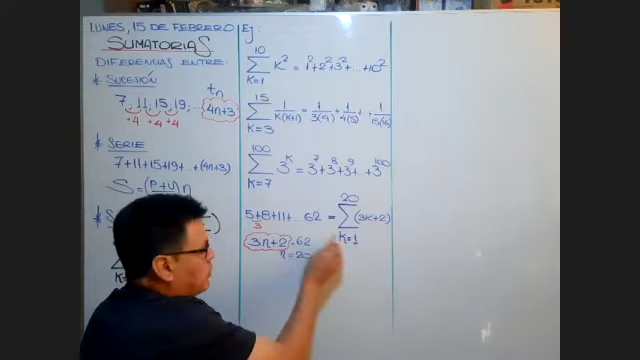 LUNES, 15 DE FEBRERO
SUMATORIAS
DIFERENCIAS ENTRE:
* SUCESIÓN
tn
7, 11, 15, 19, ... 4n+3
+4 +4 +4
* SERIE
7+11+15+19+ ... +(4n+3)
S=(P+U)n
*
K=
Ej:
10
∑ K² = 1²+2²+3²+ ... +10²
K=1
15
∑ 1/K(K+1) = 1/3(4) + 1/4(5) + ... + 1/15(16)
K=3
100
∑ 3^K = 3^7+3^8+3^9+ ... +3^100
K=7
20
5+8+11+ ... 62 = ∑ (3K+2)
3
K=1
3n+2=62
n=20